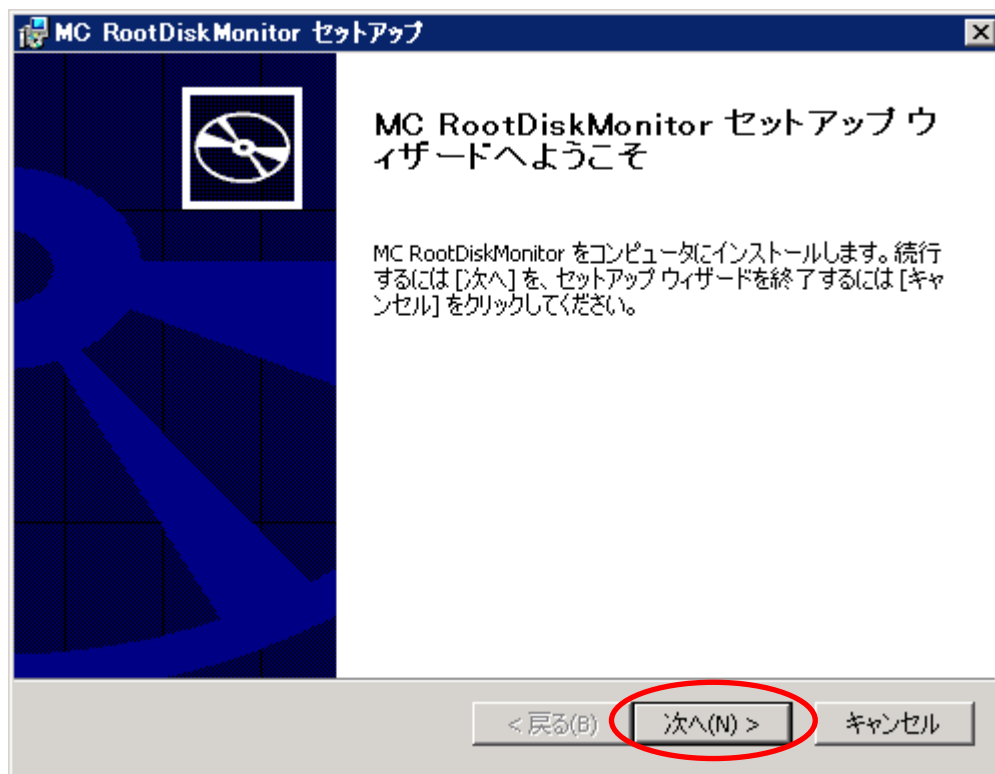 MC RootDiskMonitor セットアップ
MC RootDiskMonitor セットアップ ウ
ィザードへようこそ
MC RootDiskMonitor をコンピュータにインストールします。続行
するには [次へ] を、セットアップ ウィザードを終了するには [キャ
ンセル] をクリックしてください。
< 戻る(B) 次へ(N) > キャンセル